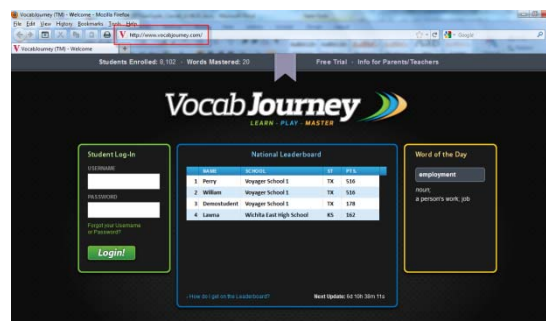 VocabJourney (TM) - Welcome - Mozilla Firefox
File Edit View History Bookmarks Tools Help
V http://www.vocabjourney.com/
Google
V VocabJourney (TM) - Welcome
Students Enrolled: 8,102 · Words Mastered: 20
Free Trial · Info for Parents/Teachers
Vocab Journey
LEARN · PLAY · MASTER
Student Log-In
USERNAME
PASSWORD
Forgot your Username
or Password?
Login!
National Leaderboard
NAME SCHOOL ST PTS
1 Perry Voyager School 1 TX 516
2 William Voyager School 1 TX 516
3 Demostudent Voyager School 1 TX 178
4 Lawna Wichita East High School KS 162
How do I get on the Leaderboard?
Next Update: 6d 10h 38m 11s
Word of the Day
employment
noun;
a person's work; job